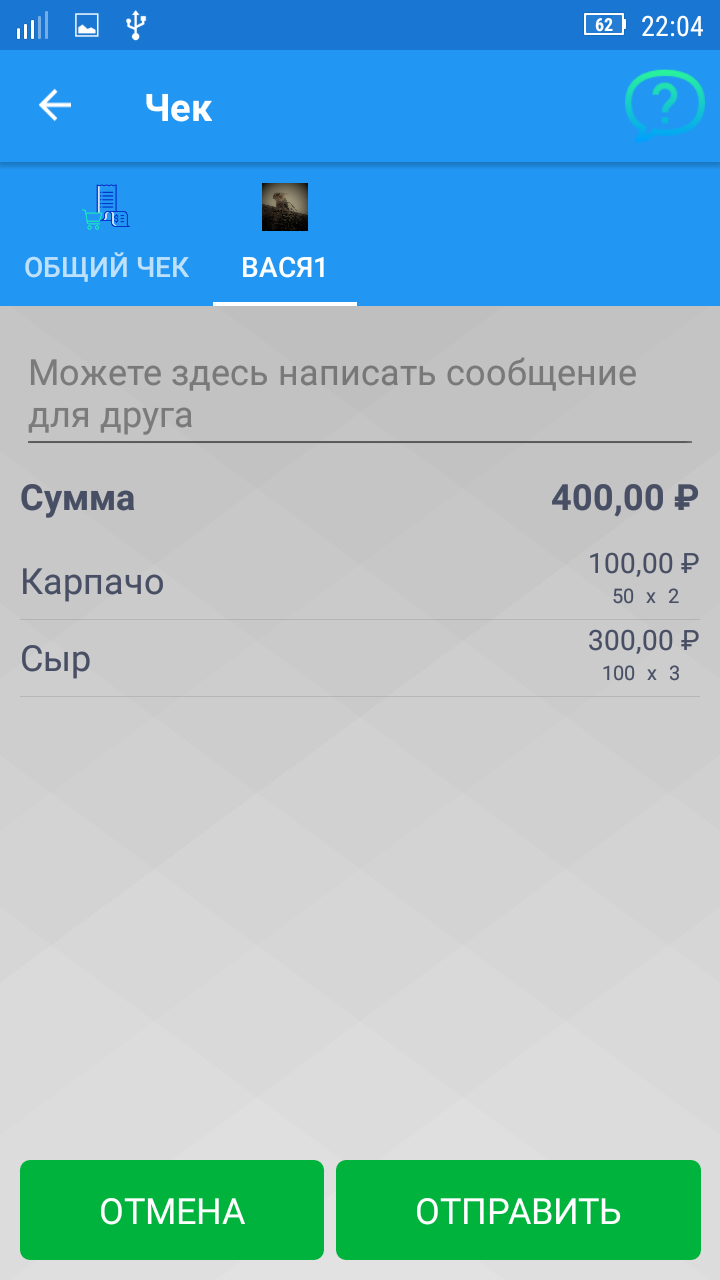 62 22:04
Чек
?
ОБЩИЙ ЧЕК ВАСЯ1
Можете здесь написать сообщение
для друга
Сумма 400,00 ₽
Карпачо 100,00 ₽
50 x 2
Сыр 300,00 ₽
100 x 3
ОТМЕНА ОТПРАВИТЬ